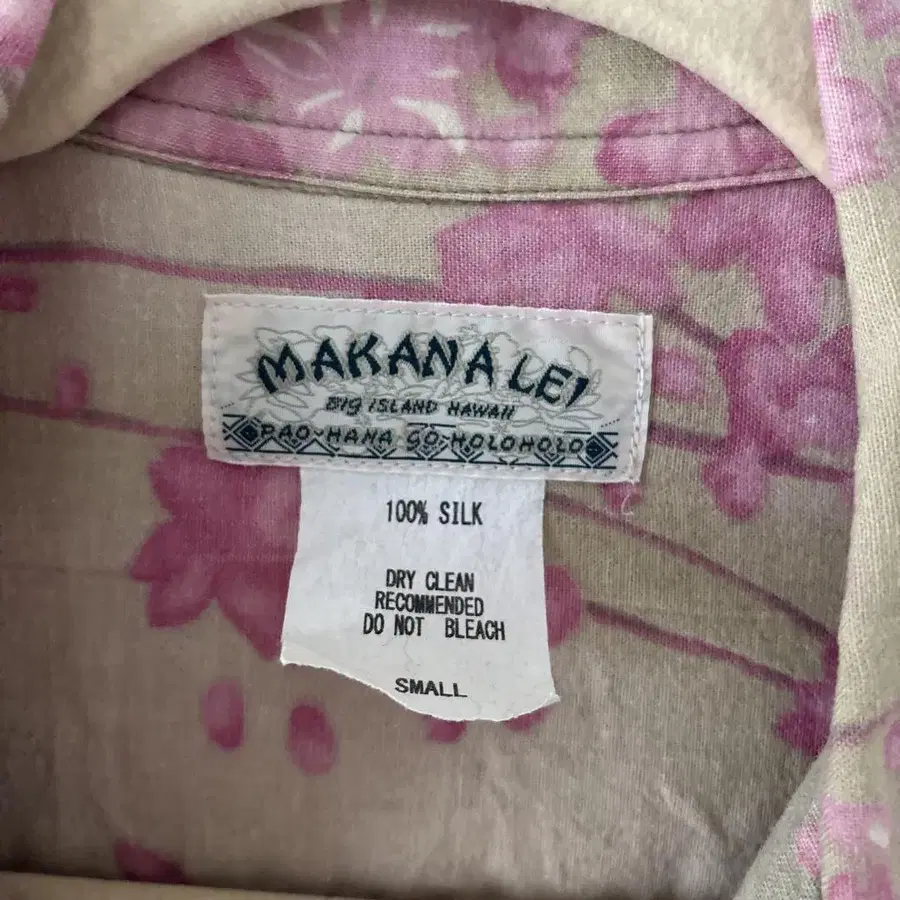 MAKANA LEI
BIG ISLAND HAWAII
PAO-HANA GO-HOLOHOLO
100% SILK
DRY CLEAN
RECOMMENDED
DO NOT BLEACH
SMALL